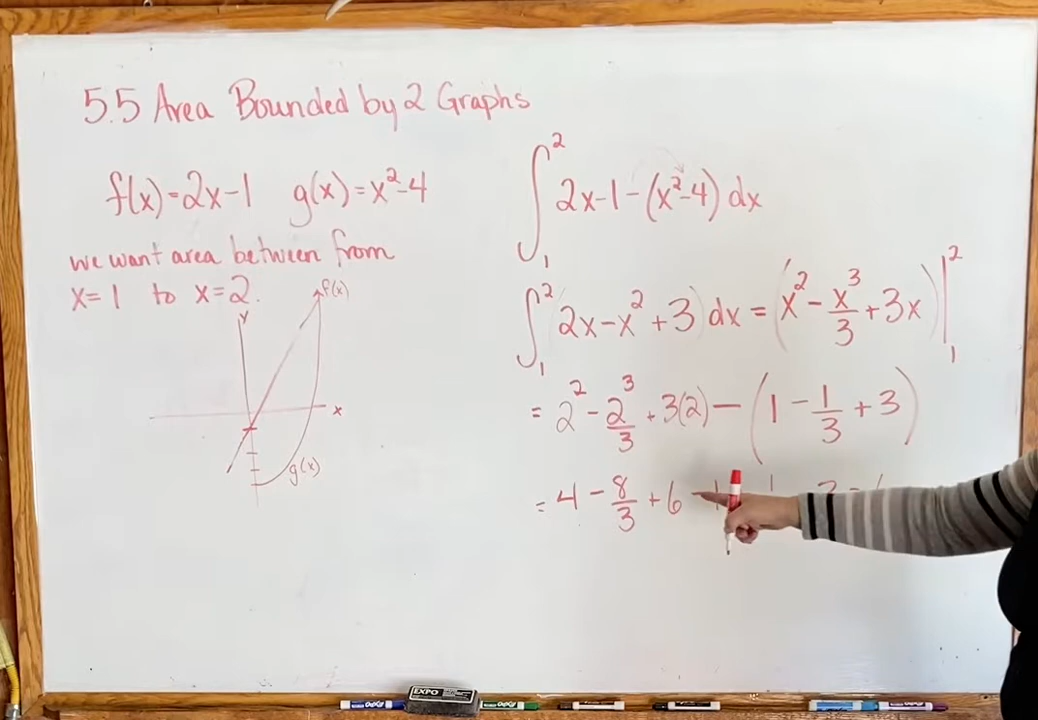 5.5 Area Bounded by 2 Graphs
f(x)=2x-1 g(x)=x²-4
we want area between from
x=1 to x=2.
f(x)
y
x
g(x)
∫₁² 2x-1-(x²-4) dx
∫₁² (2x-x²+3) dx = (x² - x³/3 + 3x) |₁²
= 2² - 2³/3 + 3(2) - (1 - 1/3 + 3)
= 4 - 8/3 + 6 - 1
EXPO
EXPO